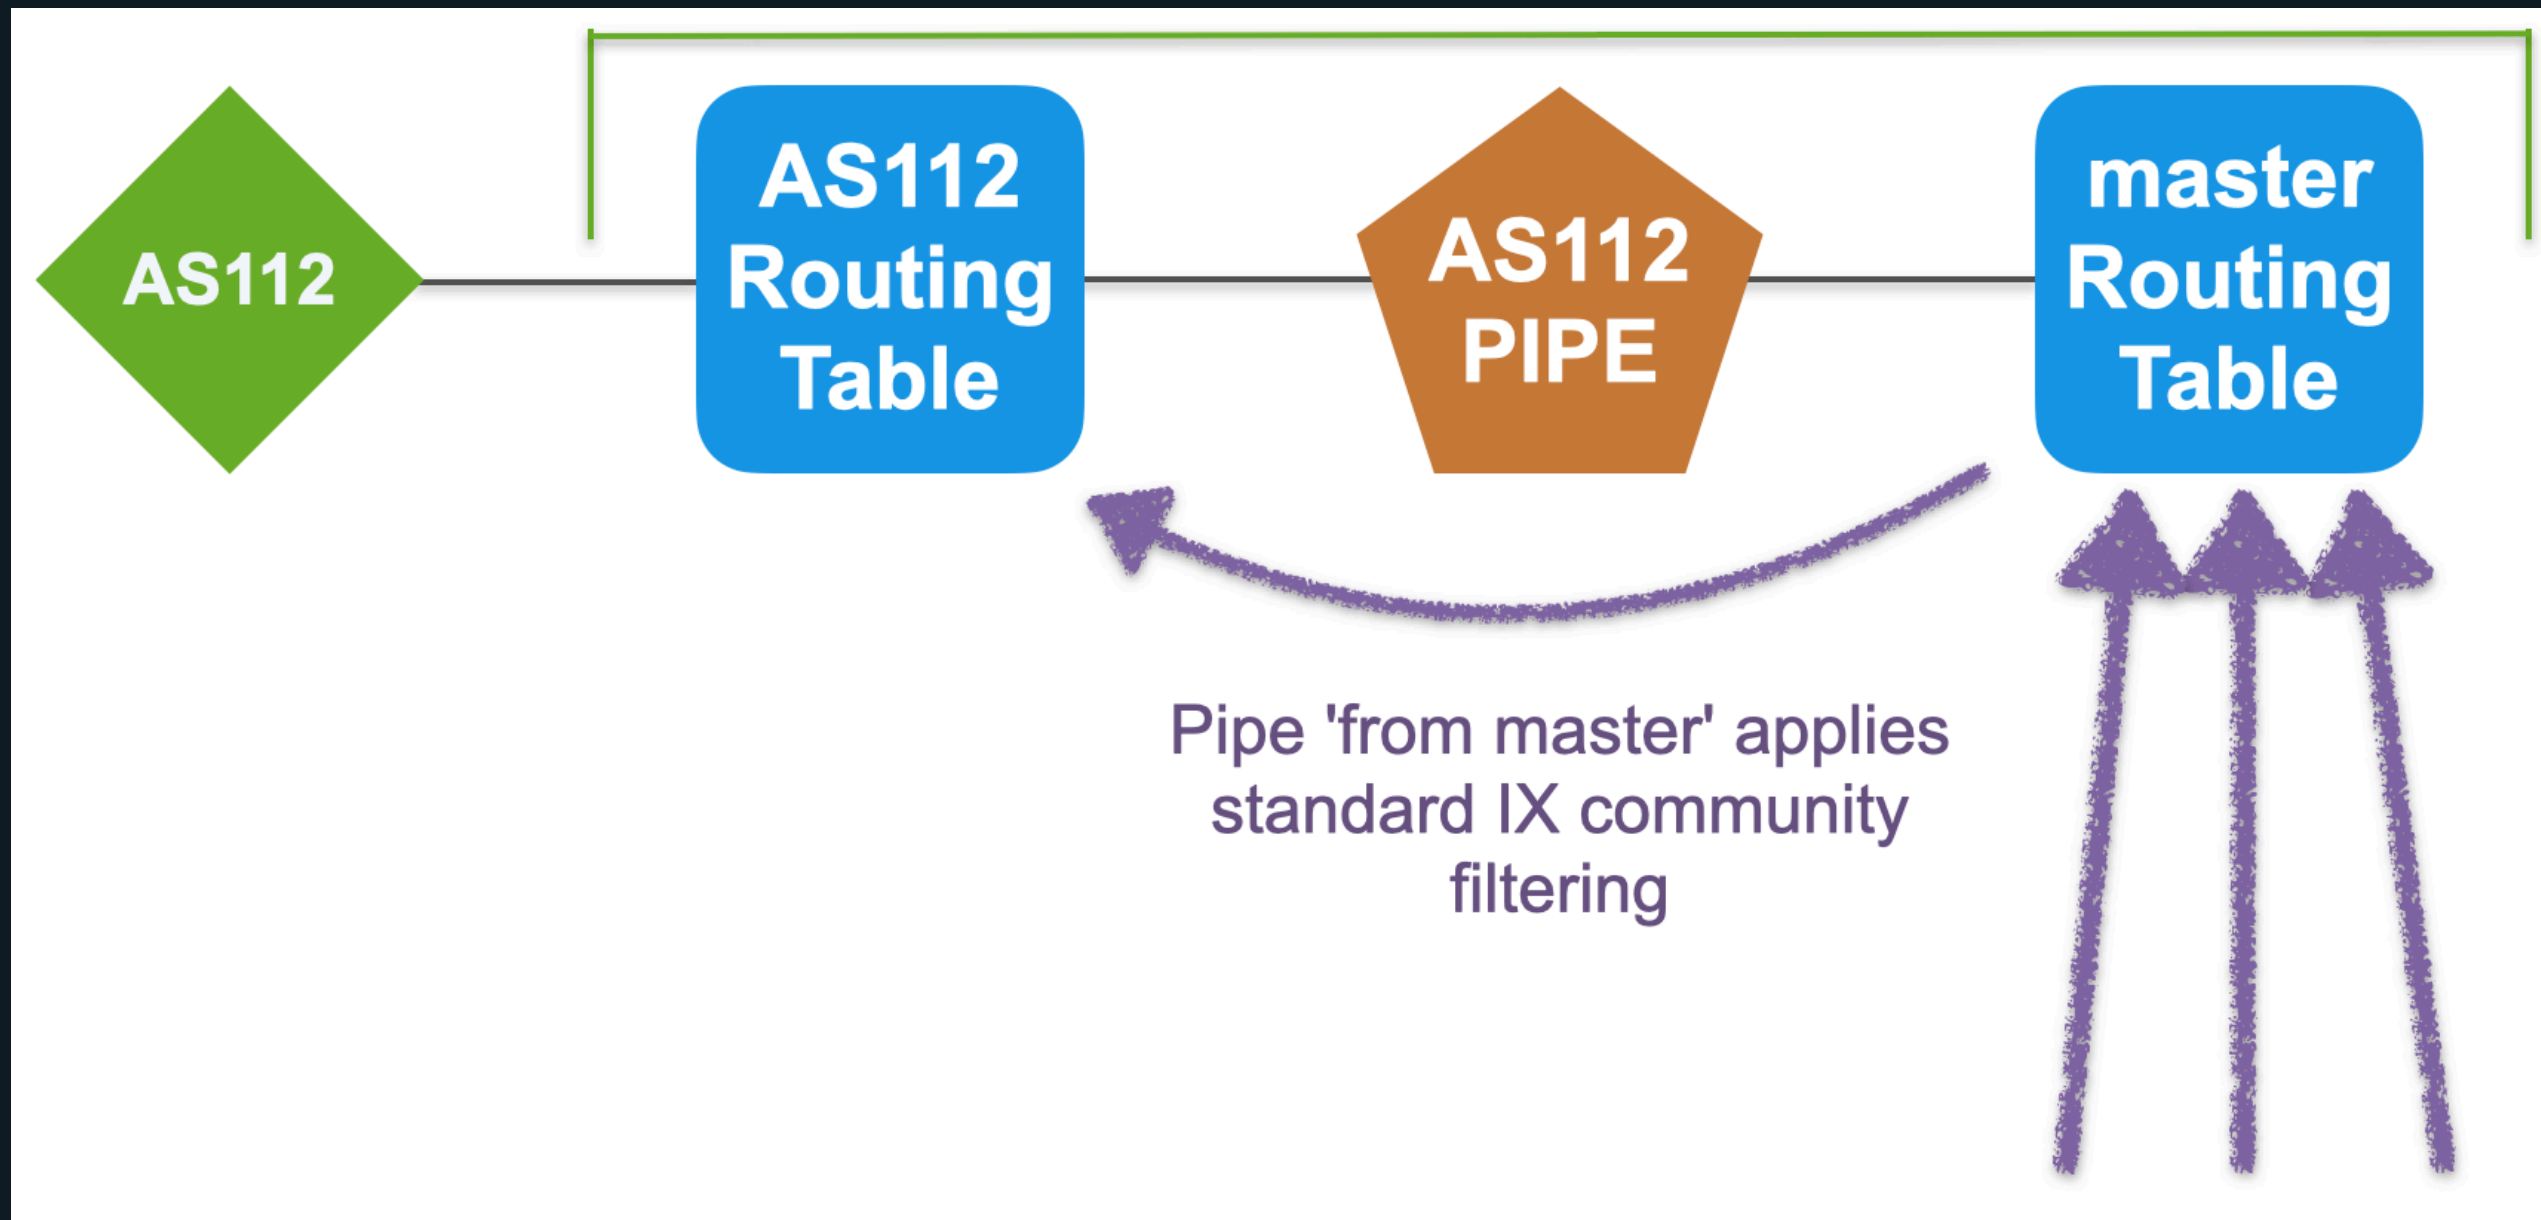 AS112
AS112
Routing
Table
AS112
PIPE
master
Routing
Table
Pipe 'from master' applies
standard IX community
filtering